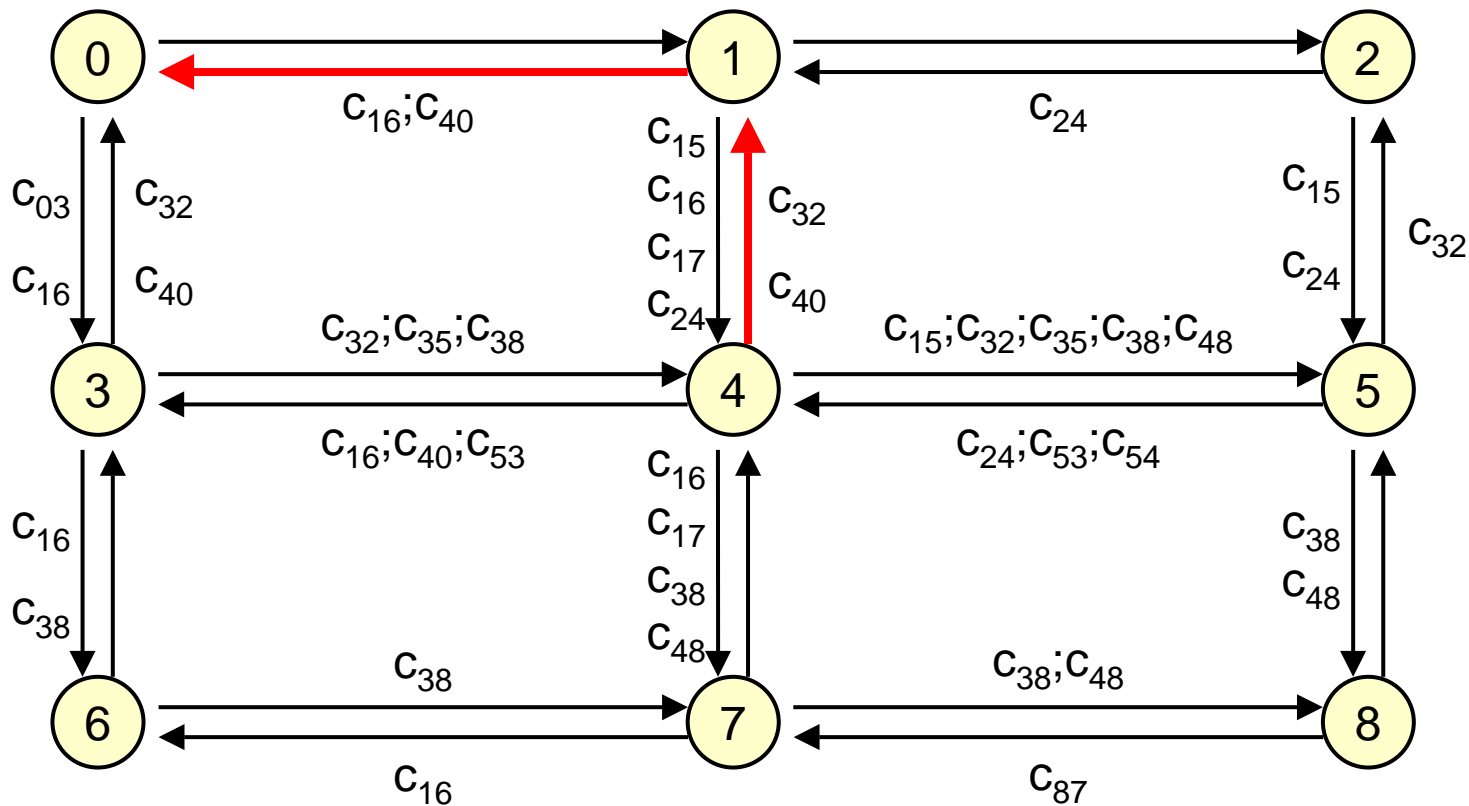 0 1 2
c16;c40 c24
c15
c03 c32 c16 c32 c15 c32
c17
c16 c40 c24 c40 c24
c32;c35;c38 c15;c32;c35;c38;c48
3 4 5
c16;c40;c53 c24;c53;c54
c16
c16 c17 c38
c38 c38 c48
c48
c38 c38;c48
6 7 8
c16 c87